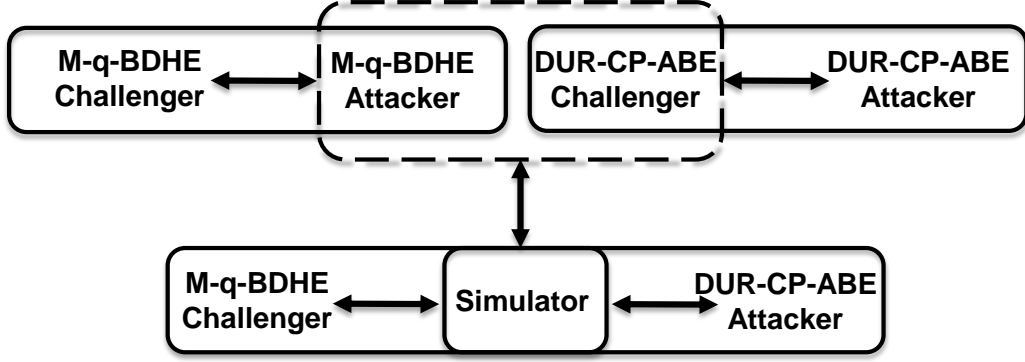 M-q-BDHE
Challenger
M-q-BDHE
Attacker
DUR-CP-ABE
Challenger
DUR-CP-ABE
Attacker
M-q-BDHE
Challenger
Simulator
DUR-CP-ABE
Attacker